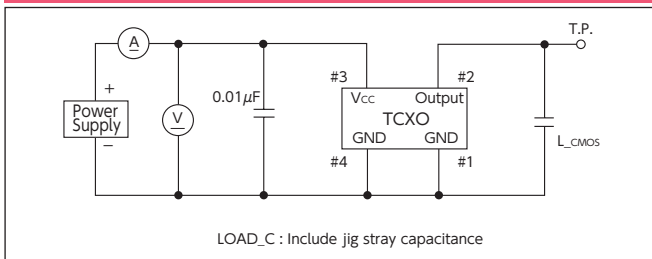 T.P.
A
#3
#2
+
0.01μF
Vcc
Output
Power
Supply
V
TCXO
GND
GND
L_CMOS
−
#4
#1
LOAD_C : Include jig stray capacitance